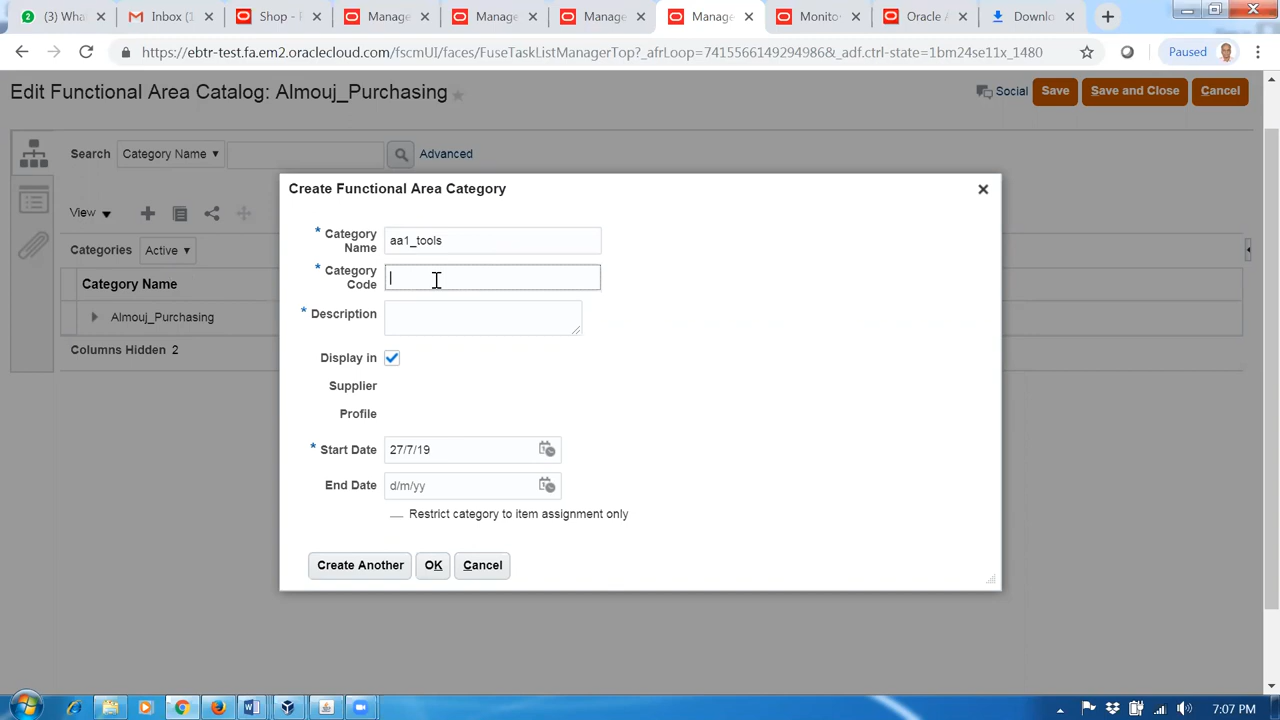 (3) Wha
Inbox
Shop -
Manage
Manage
Manage
Manage
Monito
Oracle
Downlo
https://ebtr-test.fa.em2.oraclecloud.com/fscmUI/faces/FuseTaskListManagerTop?_afrLoop=7415566149294986&_adf.ctrl-state=1bm24se11x_1480
Paused
Edit Functional Area Catalog: Almouj_Purchasing
Social
Save
Save and Close
Cancel
Search
Category Name
Advanced
View
Categories
Active
Category Name
Almouj_Purchasing
Columns Hidden 2
Create Functional Area Category
* Category Name
aa1_tools
* Category Code
* Description
Display in Supplier Profile
* Start Date
27/7/19
End Date
d/m/yy
Restrict category to item assignment only
Create Another
OK
Cancel
7:07 PM